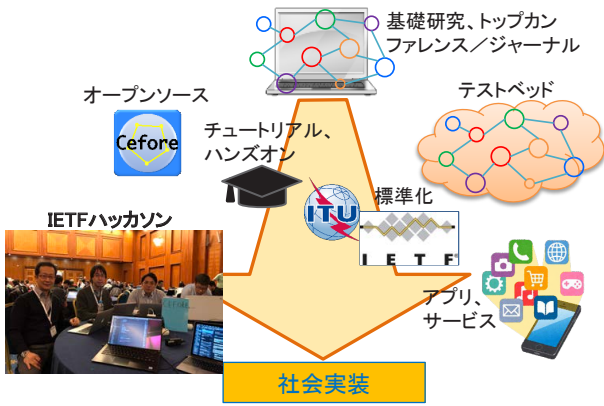 基礎研究、トップカン
ファレンス／ジャーナル
オープンソース
テストベッド
Cefore
チュートリアル、
ハンズオン
ITU
標準化
IETFハッカソン
I E T F®
アプリ、
サービス
社会実装